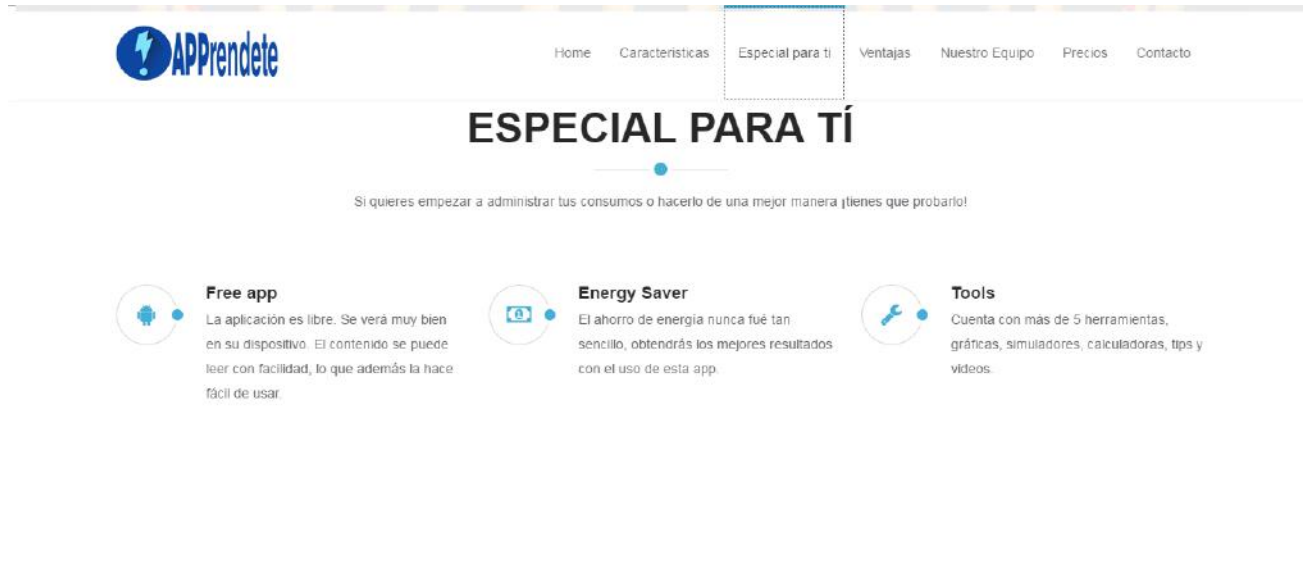 APPrendete
Home Caracteristicas Especial para ti Ventajas Nuestro Equipo Precios Contacto
ESPECIAL PARA TÍ
Si quieres empezar a administrar tus consumos o hacerlo de una mejor manera ¡tienes que probarlo!
Free app
La aplicación es libre. Se verá muy bien
en su dispositivo. El contenido se puede
leer con facilidad, lo que además la hace
fácil de usar.
Energy Saver
El ahorro de energía nunca fué tan
sencillo, obtendrás los mejores resultados
con el uso de esta app.
Tools
Cuenta con más de 5 herramientas,
gráficas, simuladores, calculadoras, tips y
videos.